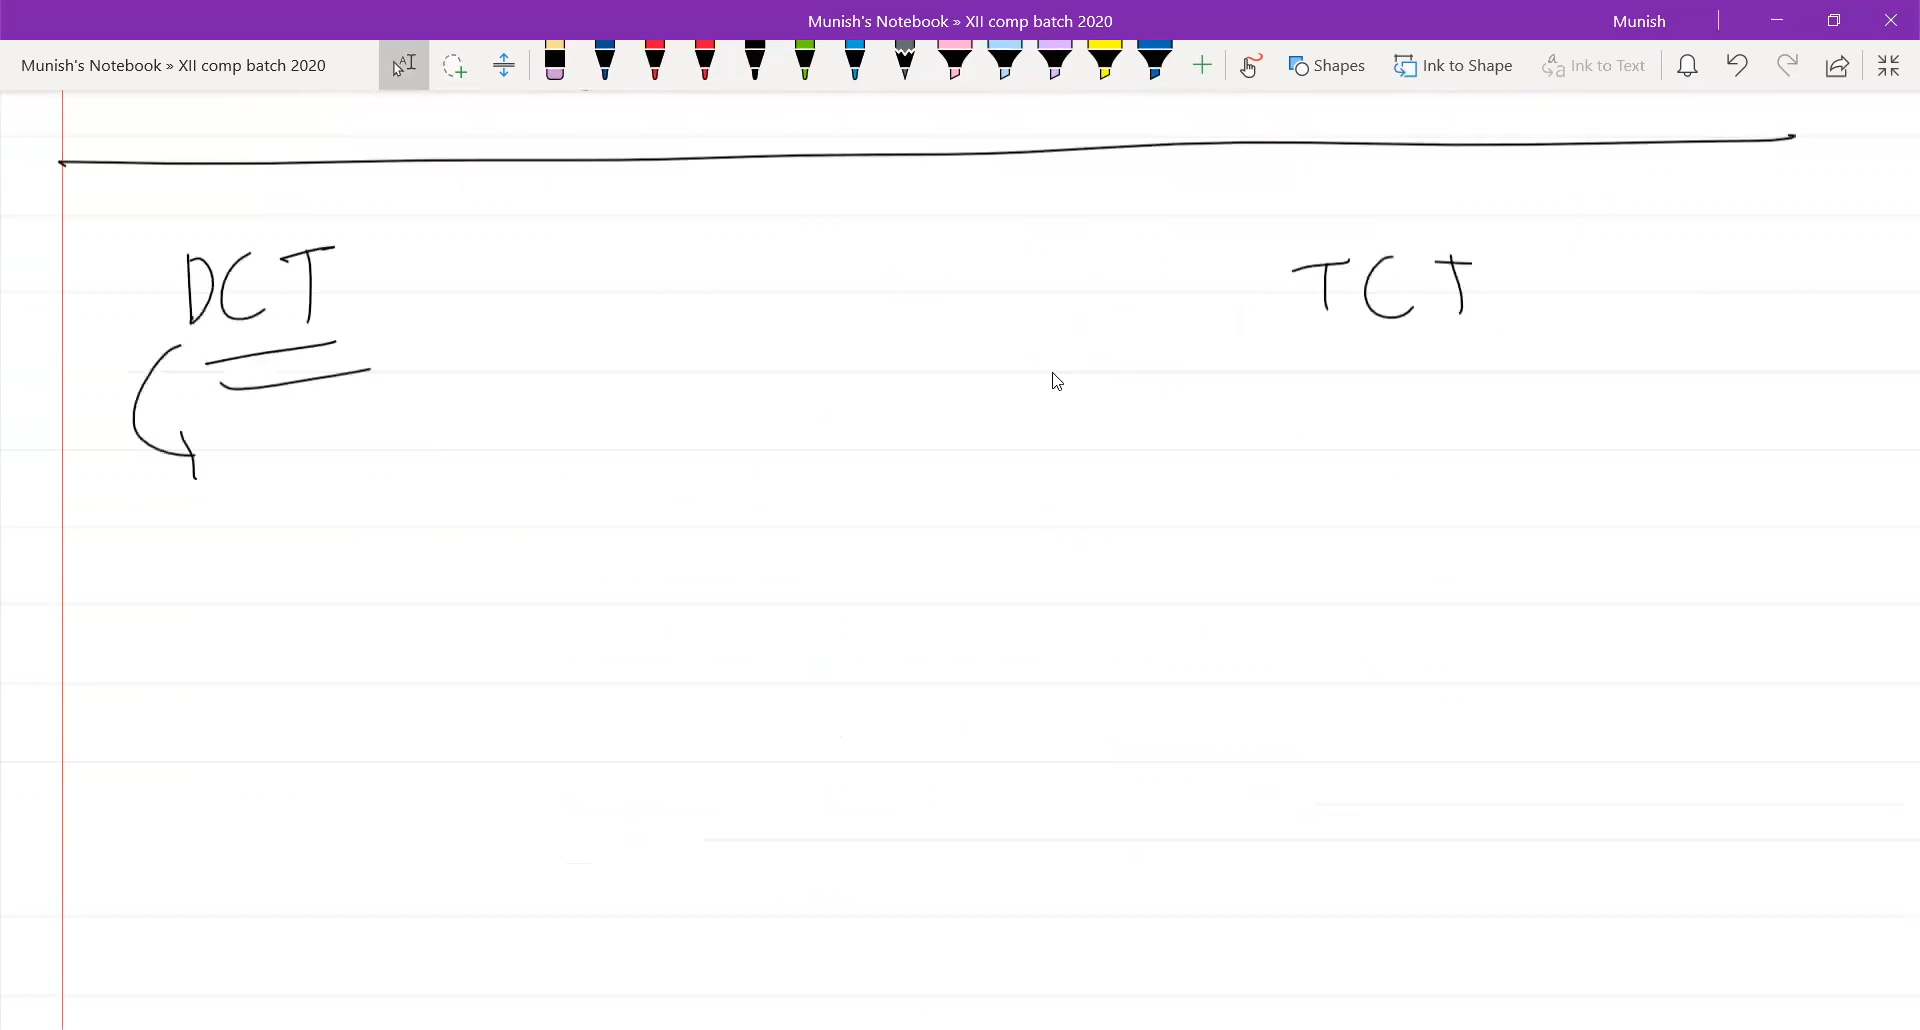 Munish's Notebook » XII comp batch 2020
Munish
Munish's Notebook » XII comp batch 2020
Shapes
Ink to Shape
Ink to Text
DCT
TCT